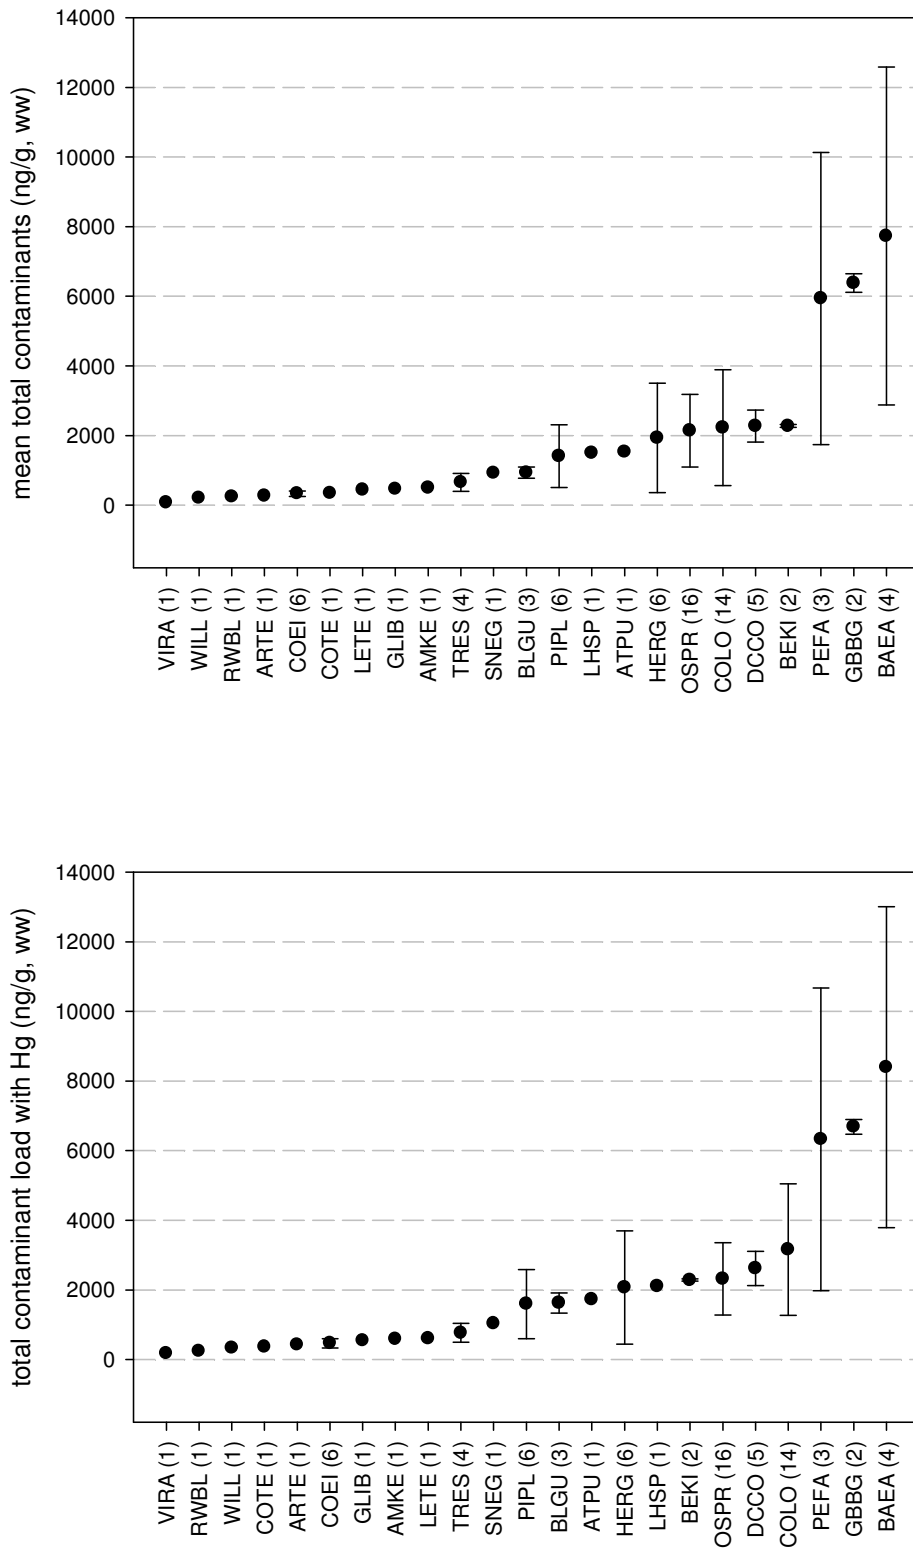 mean total contaminants (ng/g, ww)
14000
12000
10000
8000
6000
4000
2000
0
VIRA (1)
WILL (1)
RWBL (1)
ARTE (1)
COEI (6)
COTE (1)
LETE (1)
GLIB (1)
AMKE (1)
TRES (4)
SNEG (1)
BLGU (3)
PIPL (6)
LHSP (1)
ATPU (1)
HERG (6)
OSPR (16)
COLO (14)
DCCO (5)
BEKI (2)
PEFA (3)
GBBG (2)
BAEA (4)
total contaminant load with Hg (ng/g, ww)
14000
12000
10000
8000
6000
4000
2000
0
VIRA (1)
RWBL (1)
WILL (1)
COTE (1)
ARTE (1)
COEI (6)
GLIB (1)
AMKE (1)
LETE (1)
TRES (4)
SNEG (1)
PIPL (6)
BLGU (3)
ATPU (1)
HERG (6)
LHSP (1)
BEKI (2)
OSPR (16)
DCCO (5)
COLO (14)
PEFA (3)
GBBG (2)
BAEA (4)